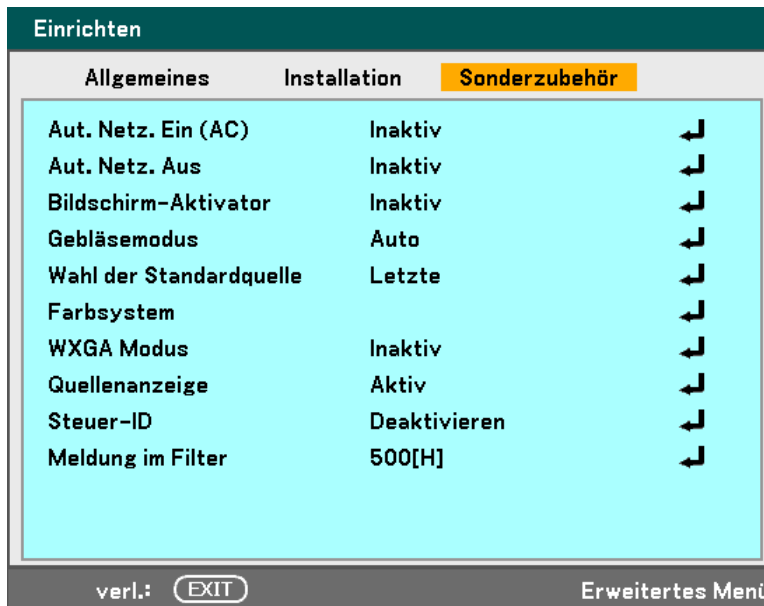 Einrichten
Allgemeines Installation Sonderzubehör
Aut. Netz. Ein (AC) Inaktiv
Aut. Netz. Aus Inaktiv
Bildschirm-Aktivator Inaktiv
Gebläsemodus Auto
Wahl der Standardquelle Letzte
Farbsystem
WXGA Modus Inaktiv
Quellenanzeige Aktiv
Steuer-ID Deaktivieren
Meldung im Filter 500[H]
verl.: EXIT Erweitertes Menü